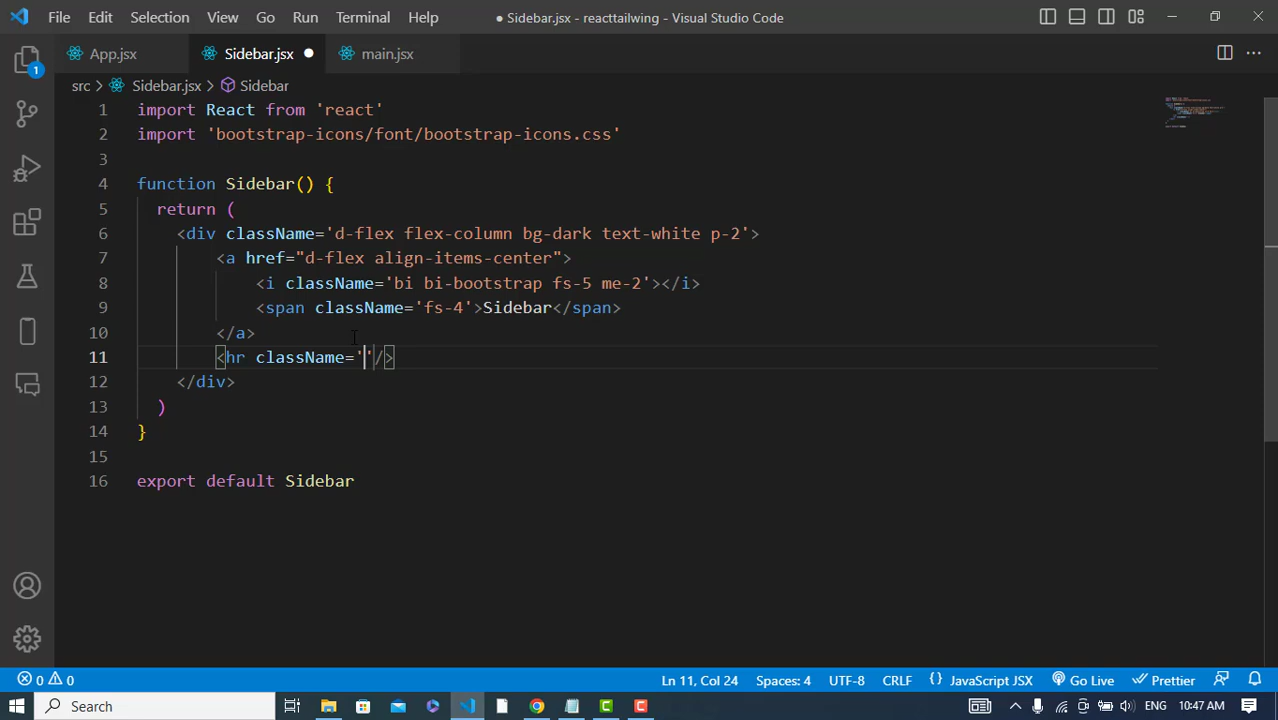 File Edit Selection View Go Run Terminal Help ● Sidebar.jsx - reacttailwing - Visual Studio Code
App.jsx Sidebar.jsx ● main.jsx
src > Sidebar.jsx > Sidebar
1 import React from 'react'
2 import 'bootstrap-icons/font/bootstrap-icons.css'
3
4 function Sidebar() {
5 return (
6 <div className='d-flex flex-column bg-dark text-white p-2'>
7 <a href="d-flex align-items-center">
8 <i className='bi bi-bootstrap fs-5 me-2'></i>
9 <span className='fs-4'>Sidebar</span>
10 </a>
11 <hr className=''/>
12 </div>
13 )
14 }
15
16 export default Sidebar
1
0 0 Ln 11, Col 24 Spaces: 4 UTF-8 CRLF {} JavaScript JSX Go Live Prettier
Search ENG 10:47 AM